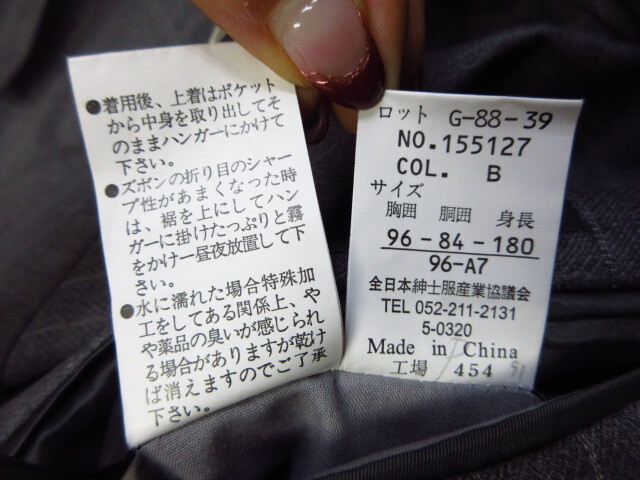 ●着用後、上着はポケット
から中身を取り出してそ
のままハンガーにかけて
下さい。
●ズボンの折り目のシャー
プ性があまくなった時
は、裾を上にしてハン
ガーに掛けたっぷりと霧
をかけ一昼夜放置して下
さい。
●水に濡れた場合特殊加
工をしてある関係上、や
や薬品の臭いが感じられ
る場合がありますが乾け
ば消えますのでご了承
下さい。
ロット G-88-39
NO.155127
COL. B
サイズ
胸囲 胴囲 身長
96-84-180
96-A7
全日本紳士服産業協議会
TEL 052-211-2131
5-0320
Made in China
工場 454